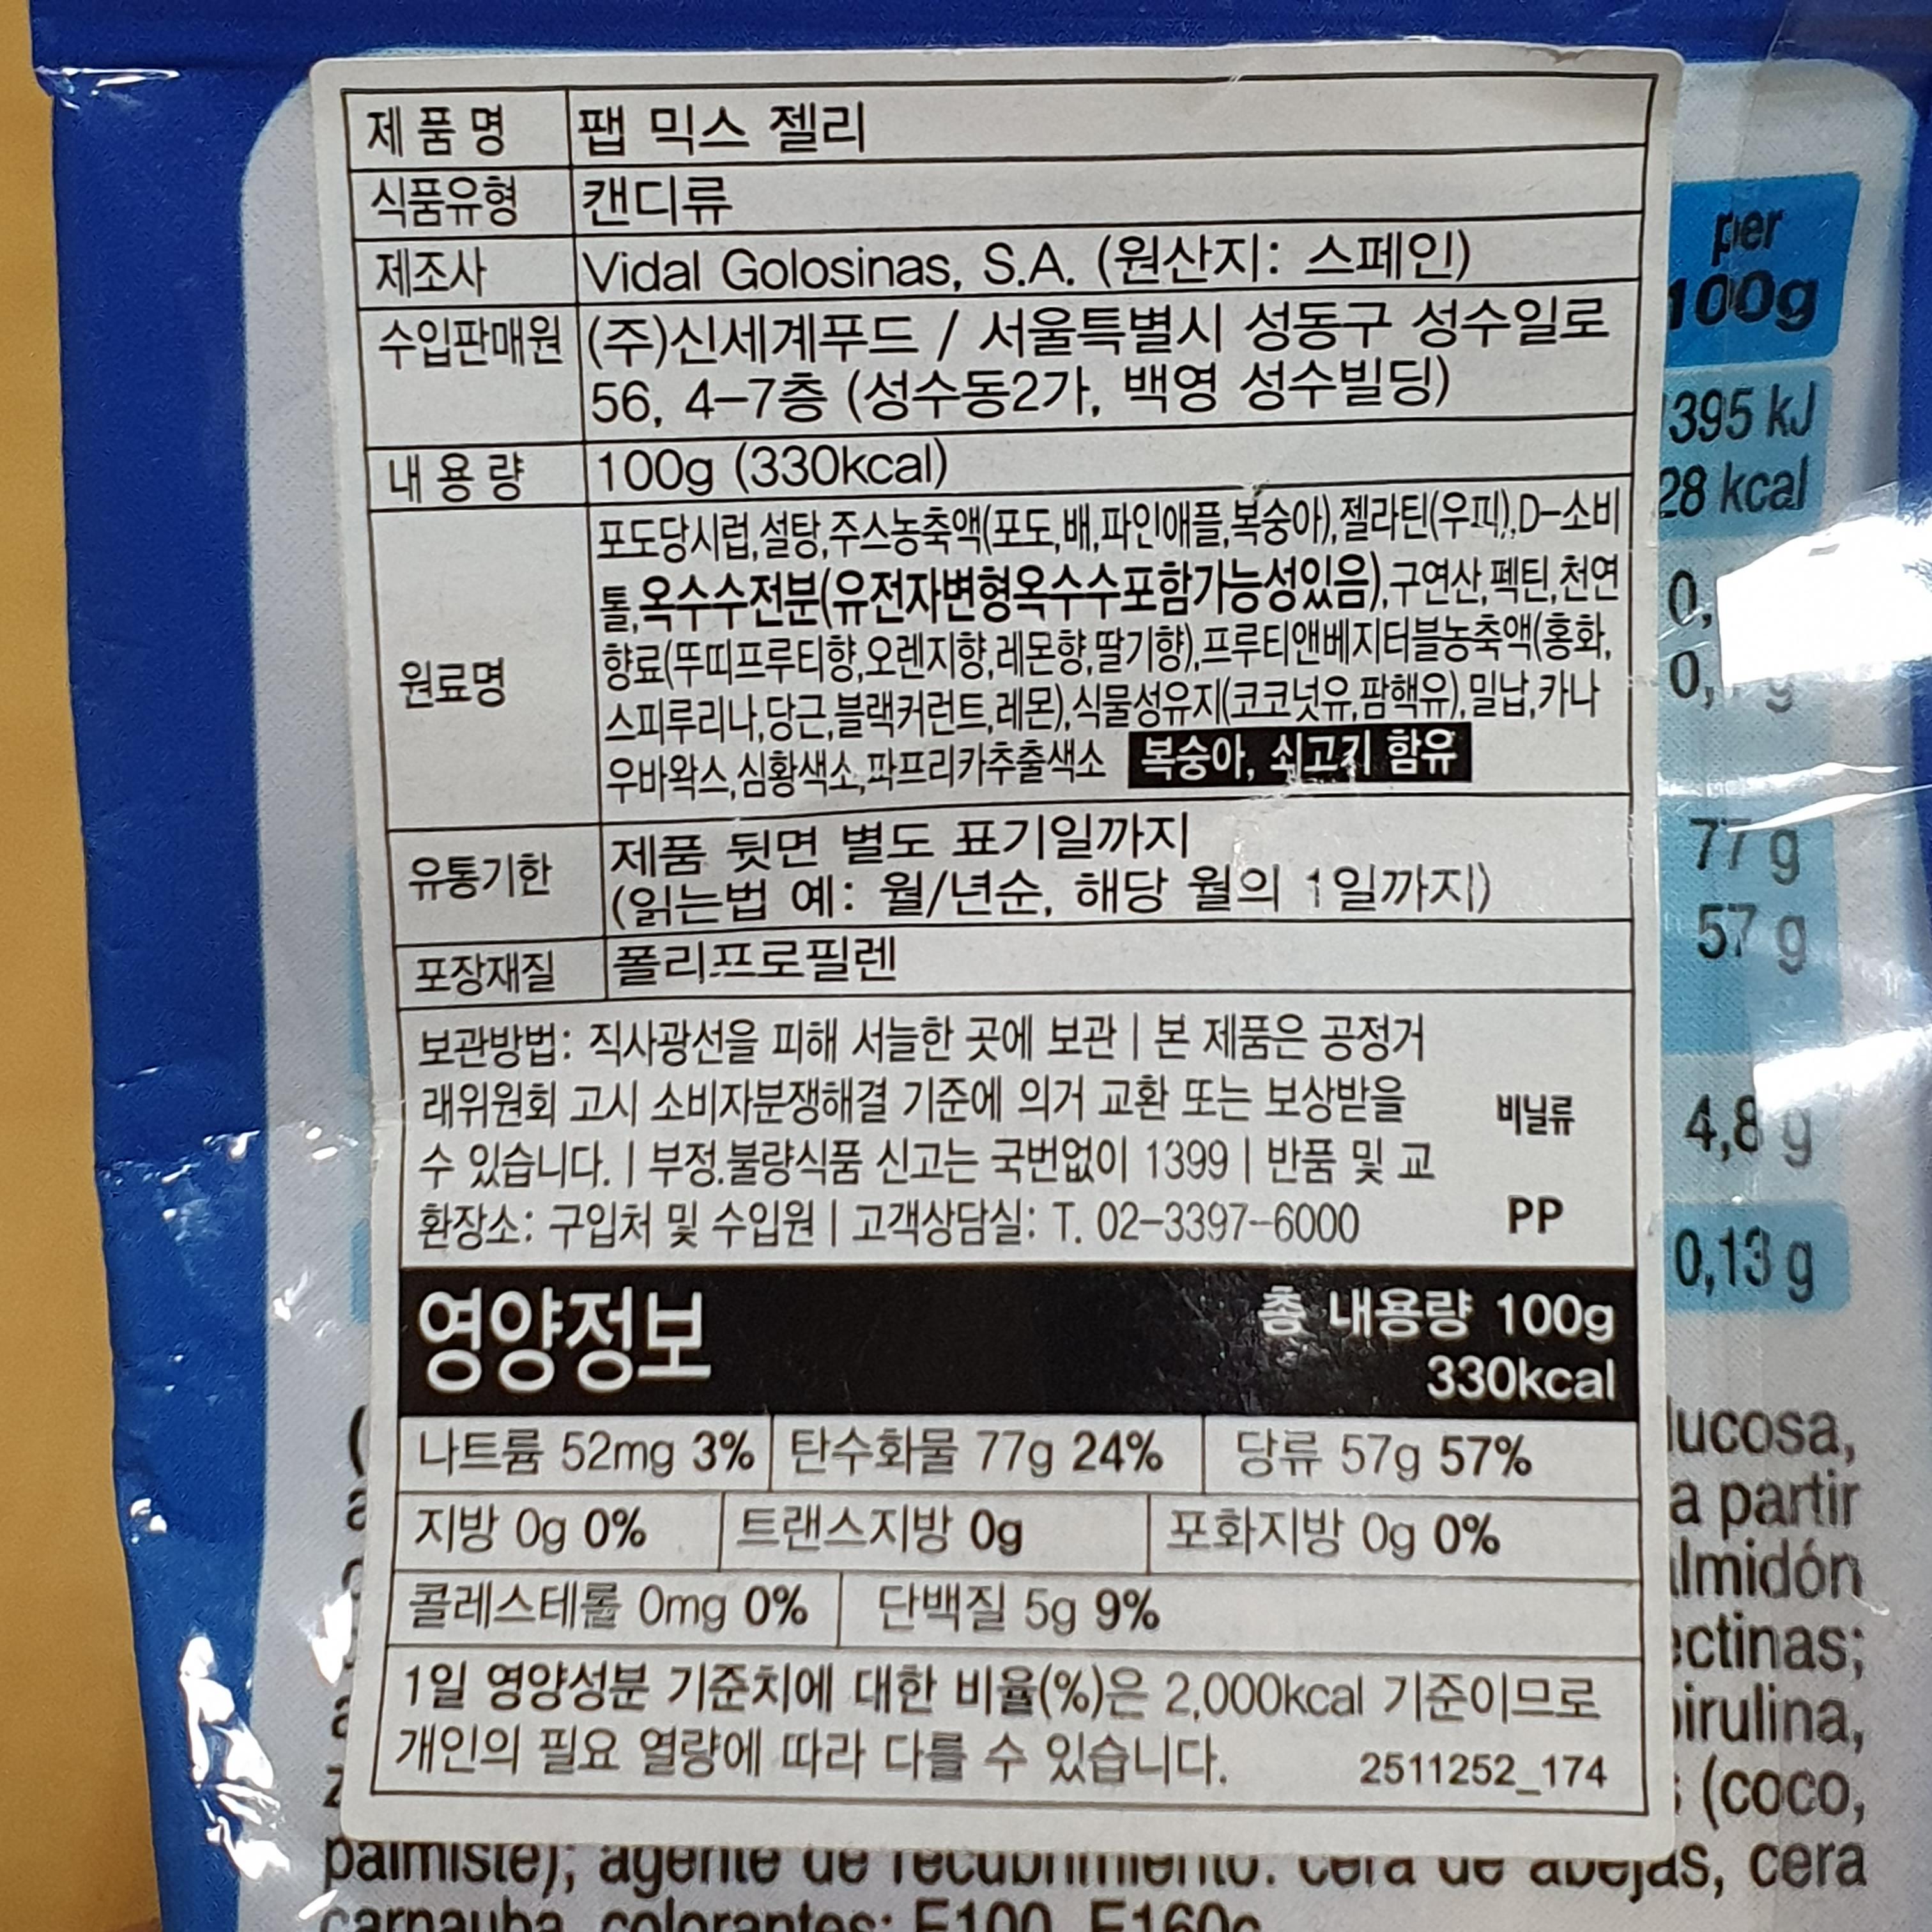 제 품 명 팹 믹스 젤리
식품유형 캔디류
제조사 Vidal Golosinas, S.A. (원산지: 스페인)
수입판매원 (주)신세계푸드 / 서울특별시 성동구 성수일로
56, 4-7층 (성수동2가, 백영 성수빌딩)
내 용 량 100g (330kcal)
원료명
포도당시럽,설탕,주스농축액(포도,배,파인애플,복숭아),젤라틴(우피),D-소비
톨,옥수수전분(유전자변형옥수수포함가능성있음),구연산,펙틴,천연
향료(뚜띠프루티향,오렌지향,레몬향,딸기향),프루티앤베지터블농축액(홍화,
스피루리나,당근,블랙커런트,레몬),식물성유지(코코넛유,팜핵유),밀납,카나
우바왁스,심황색소,파프리카추출색소 복숭아, 쇠고기 함유
유통기한
제품 뒷면 별도 표기일까지
(읽는법 예: 월/년순, 해당 월의 1일까지)
포장재질 폴리프로필렌
보관방법: 직사광선을 피해 서늘한 곳에 보관 | 본 제품은 공정거
래위원회 고시 소비자분쟁해결 기준에 의거 교환 또는 보상받을
수 있습니다. | 부정.불량식품 신고는 국번없이 1399 | 반품 및 교
환장소: 구입처 및 수입원 | 고객상담실: T. 02-3397-6000
비닐류
PP
영양정보 총 내용량 100g
330kcal
나트륨 52mg 3% 탄수화물 77g 24% 당류 57g 57%
지방 0g 0% 트랜스지방 0g 포화지방 0g 0%
콜레스테롤 0mg 0% 단백질 5g 9%
1일 영양성분 기준치에 대한 비율(%)은 2,000kcal 기준이므로
개인의 필요 열량에 따라 다를 수 있습니다. 2511252_174
per
100g
395 kJ
28 kcal
77 g
57 g
4,8 g
0,13 g
lucosa,
a partir
lmidón
ectinas;
pirulina,
(coco,
palmiste); agente de recubrimiento: cera de abejas, cera
carnauba, colorantes: E100, E160c